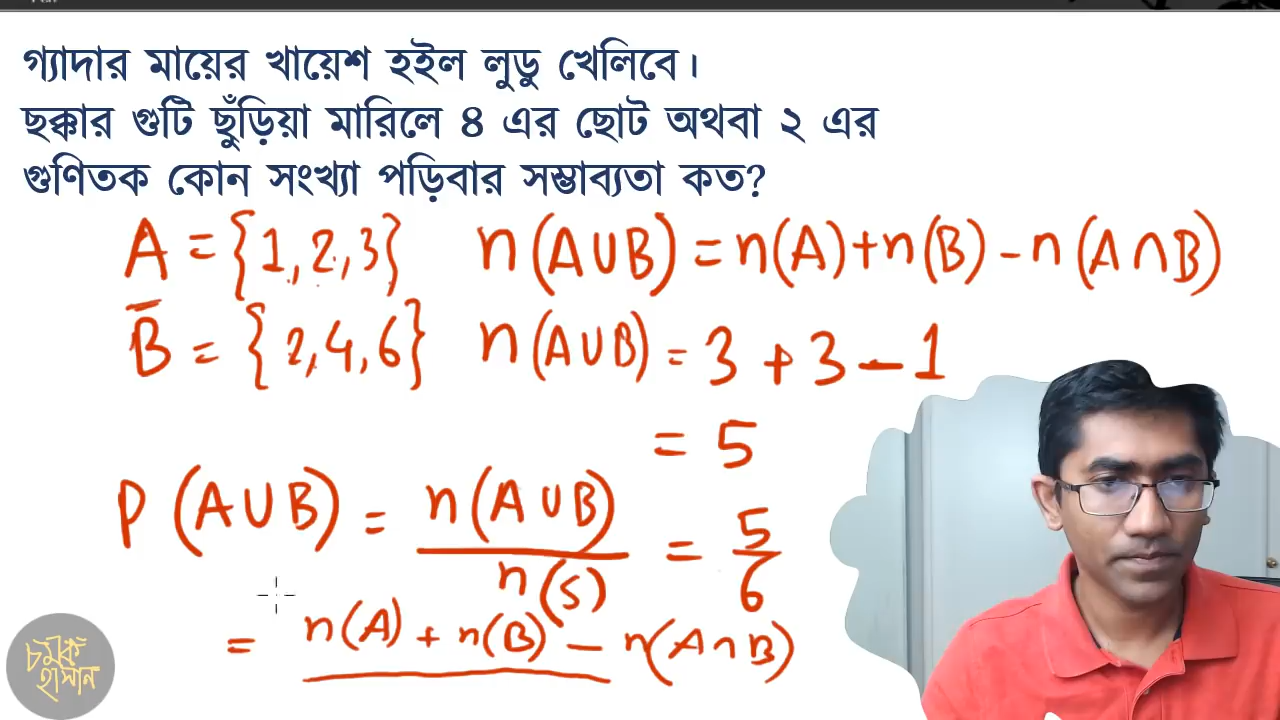 গ্যাদার মায়ের খায়েশ হইল লুডু খেলিবে।
ছক্কার গুটি ছুঁড়িয়া মারিলে ৪ এর ছোট অথবা ২ এর
গুণিতক কোন সংখ্যা পড়িবার সম্ভাব্যতা কত?
A = {1, 2, 3} n(A∪B) = n(A)+n(B) - n(A∩B)
B = {2, 4, 6} n(A∪B) = 3 + 3 - 1
= 5
P (A∪B) = n(A∪B) / n(S) = 5/6
= n(A) + n(B) - n(A∩B)
চমক হাসান